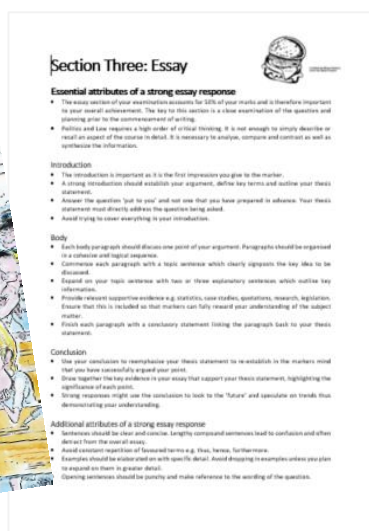 Section Three: Essay
Essential attributes of a strong essay response
The essay section of your examination accounts for 50% of your marks and is therefore important
to your overall achievement. The key to this section is a close examination of the question and
planning prior to the commencement of writing.
Politics and Law requires a high order of critical thinking. It is not enough to simply describe or
recall an aspect of the course in detail. It is necessary to analyse, compare and contrast as well as
synthesize the information.
Introduction
The introduction is important as it is the first impression you give to the marker.
A strong introduction should establish your argument, define key terms and outline your thesis
statement.
Answer the question 'put to you' and not one that you have prepared in advance. Your thesis
statement must directly address the question being asked.
Avoid trying to cover everything in your introduction.
Body
Each body paragraph should discuss one point of your argument. Paragraphs should be organised
in a cohesive and logical sequence.
Commence each paragraph with a topic sentence which clearly signposts the key idea to be
discussed.
Expand on your topic sentence with two or three explanatory sentences which outline key
information.
Provide relevant supportive evidence e.g. statistics, case studies, quotations, research, legislation.
Ensure that this is included so that markers can fully reward your understanding of the subject
matter.
Finish each paragraph with a conclusory statement linking the paragraph back to your thesis
statement.
Conclusion
Use your conclusion to reemphasise your thesis statement to re-establish in the markers mind
that you have successfully argued your point.
Draw together the key evidence in your essay that support your thesis statement, highlighting the
significance of each point.
Strong responses might use the conclusion to look to the 'future' and speculate on trends thus
demonstrating your understanding.
Additional attributes of a strong essay response
Sentences should be clear and concise. Lengthy compound sentences lead to confusion and often
detract from the overall essay.
Avoid constant repetition of favoured terms e.g. thus, hence, furthermore.
Examples should be elaborated on with specific detail. Avoid dropping in examples unless you plan
to expand on them in greater detail.
Opening sentences should be punchy and make reference to the wording of the question.